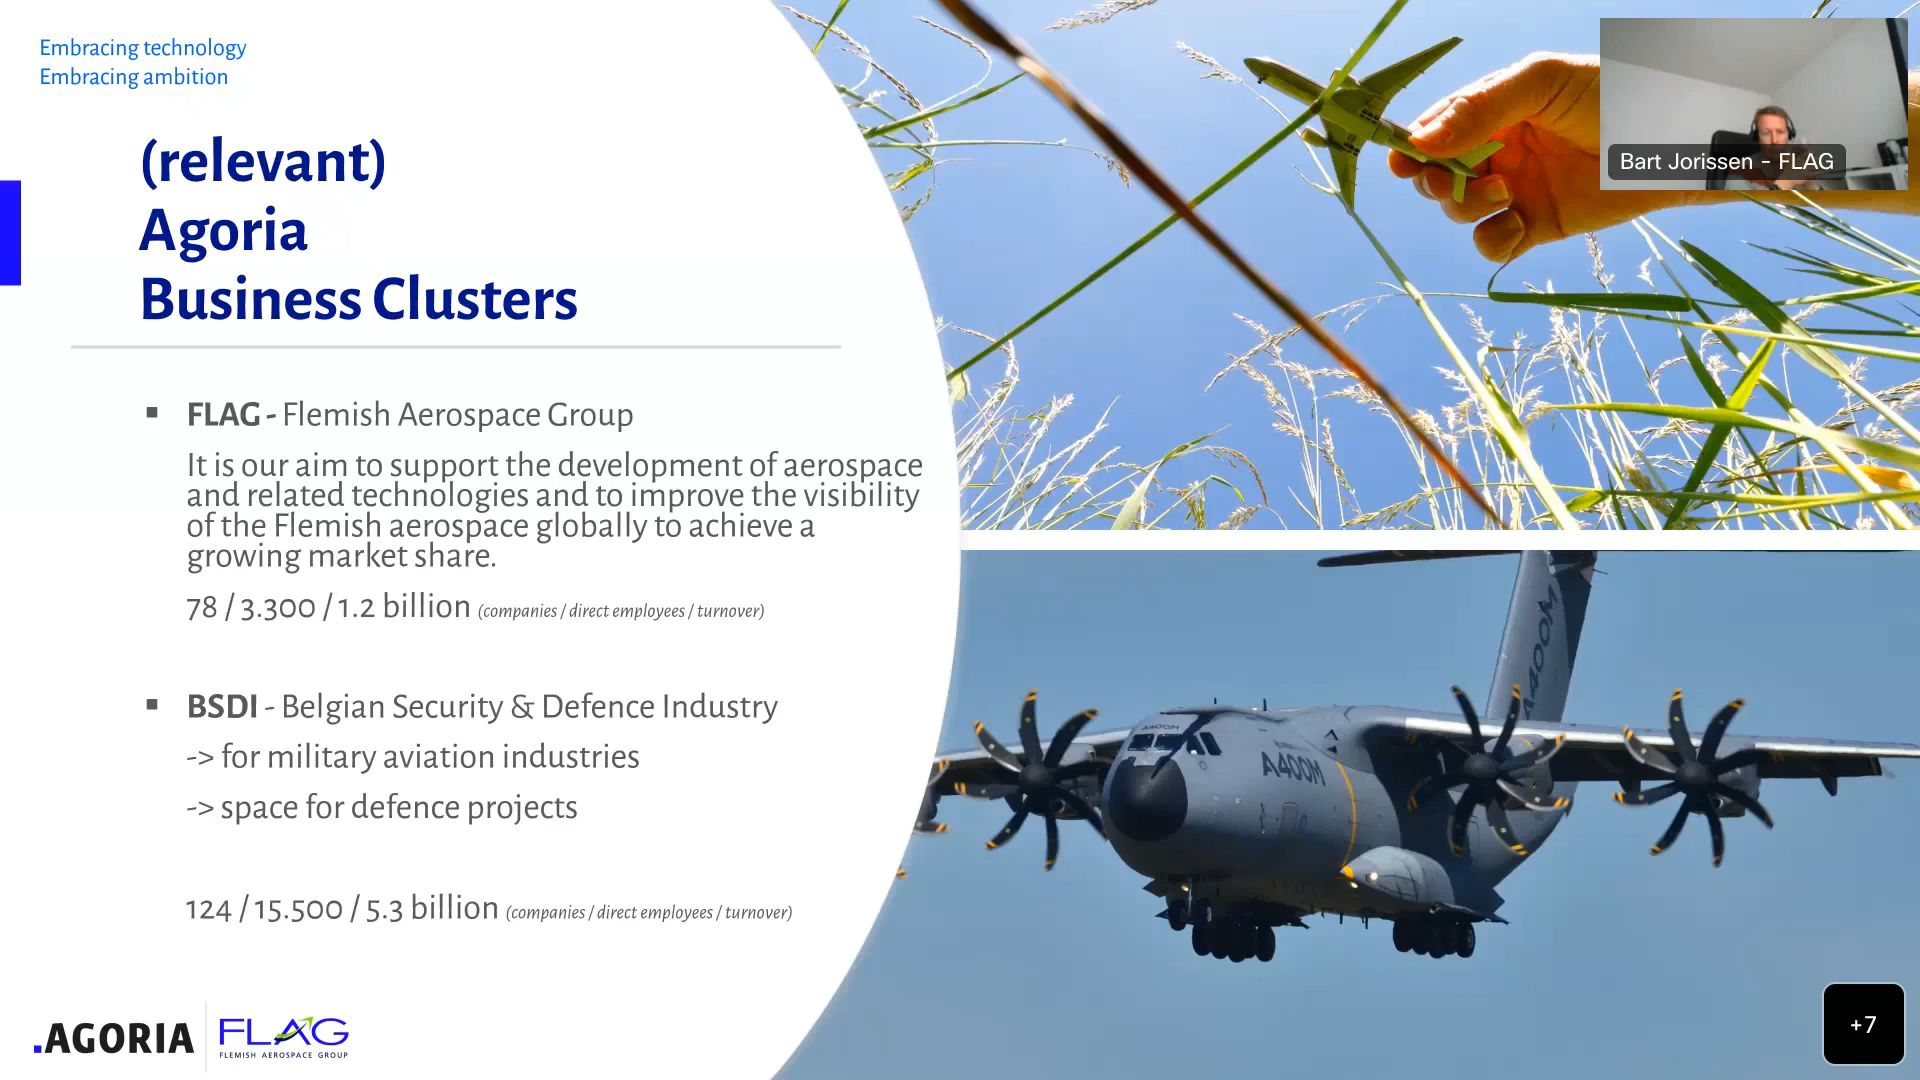 Embracing technology
Embracing ambition
(relevant)
Agoria
Business Clusters
▪ FLAG - Flemish Aerospace Group
It is our aim to support the development of aerospace
and related technologies and to improve the visibility
of the Flemish aerospace globally to achieve a
growing market share.
78 / 3.300 / 1.2 billion (companies / direct employees / turnover)
▪ BSDI - Belgian Security & Defence Industry
-> for military aviation industries
-> space for defence projects
124 / 15.500 / 5.3 billion (companies / direct employees / turnover)
.AGORIA
FLAG
FLEMISH AEROSPACE GROUP
Bart Jorissen - FLAG
A400M
A400M
A400M
+7